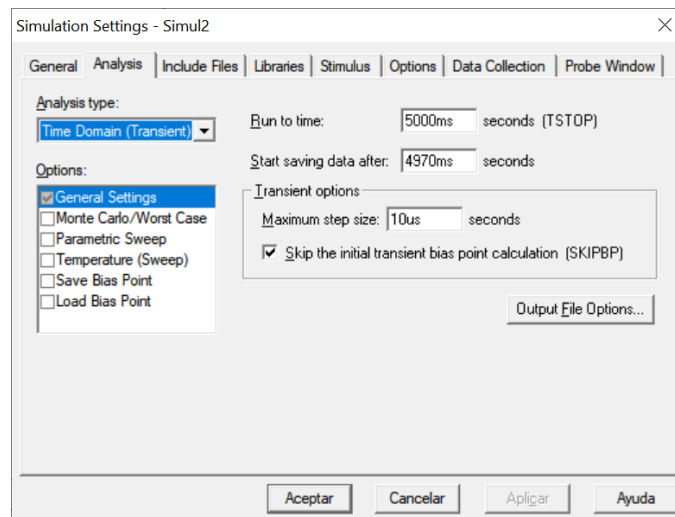 Simulation Settings - Simul2
General Analysis Include Files Libraries Stimulus Options Data Collection Probe Window
Analysis type:
Time Domain (Transient)
Options:
General Settings
Monte Carlo/Worst Case
Parametric Sweep
Temperature (Sweep)
Save Bias Point
Load Bias Point
Run to time: 5000ms seconds (TSTOP)
Start saving data after: 4970ms seconds
Transient options
Maximum step size: 10us seconds
Skip the initial transient bias point calculation (SKIPBP)
Output File Options...
Aceptar Cancelar Aplicar Ayuda